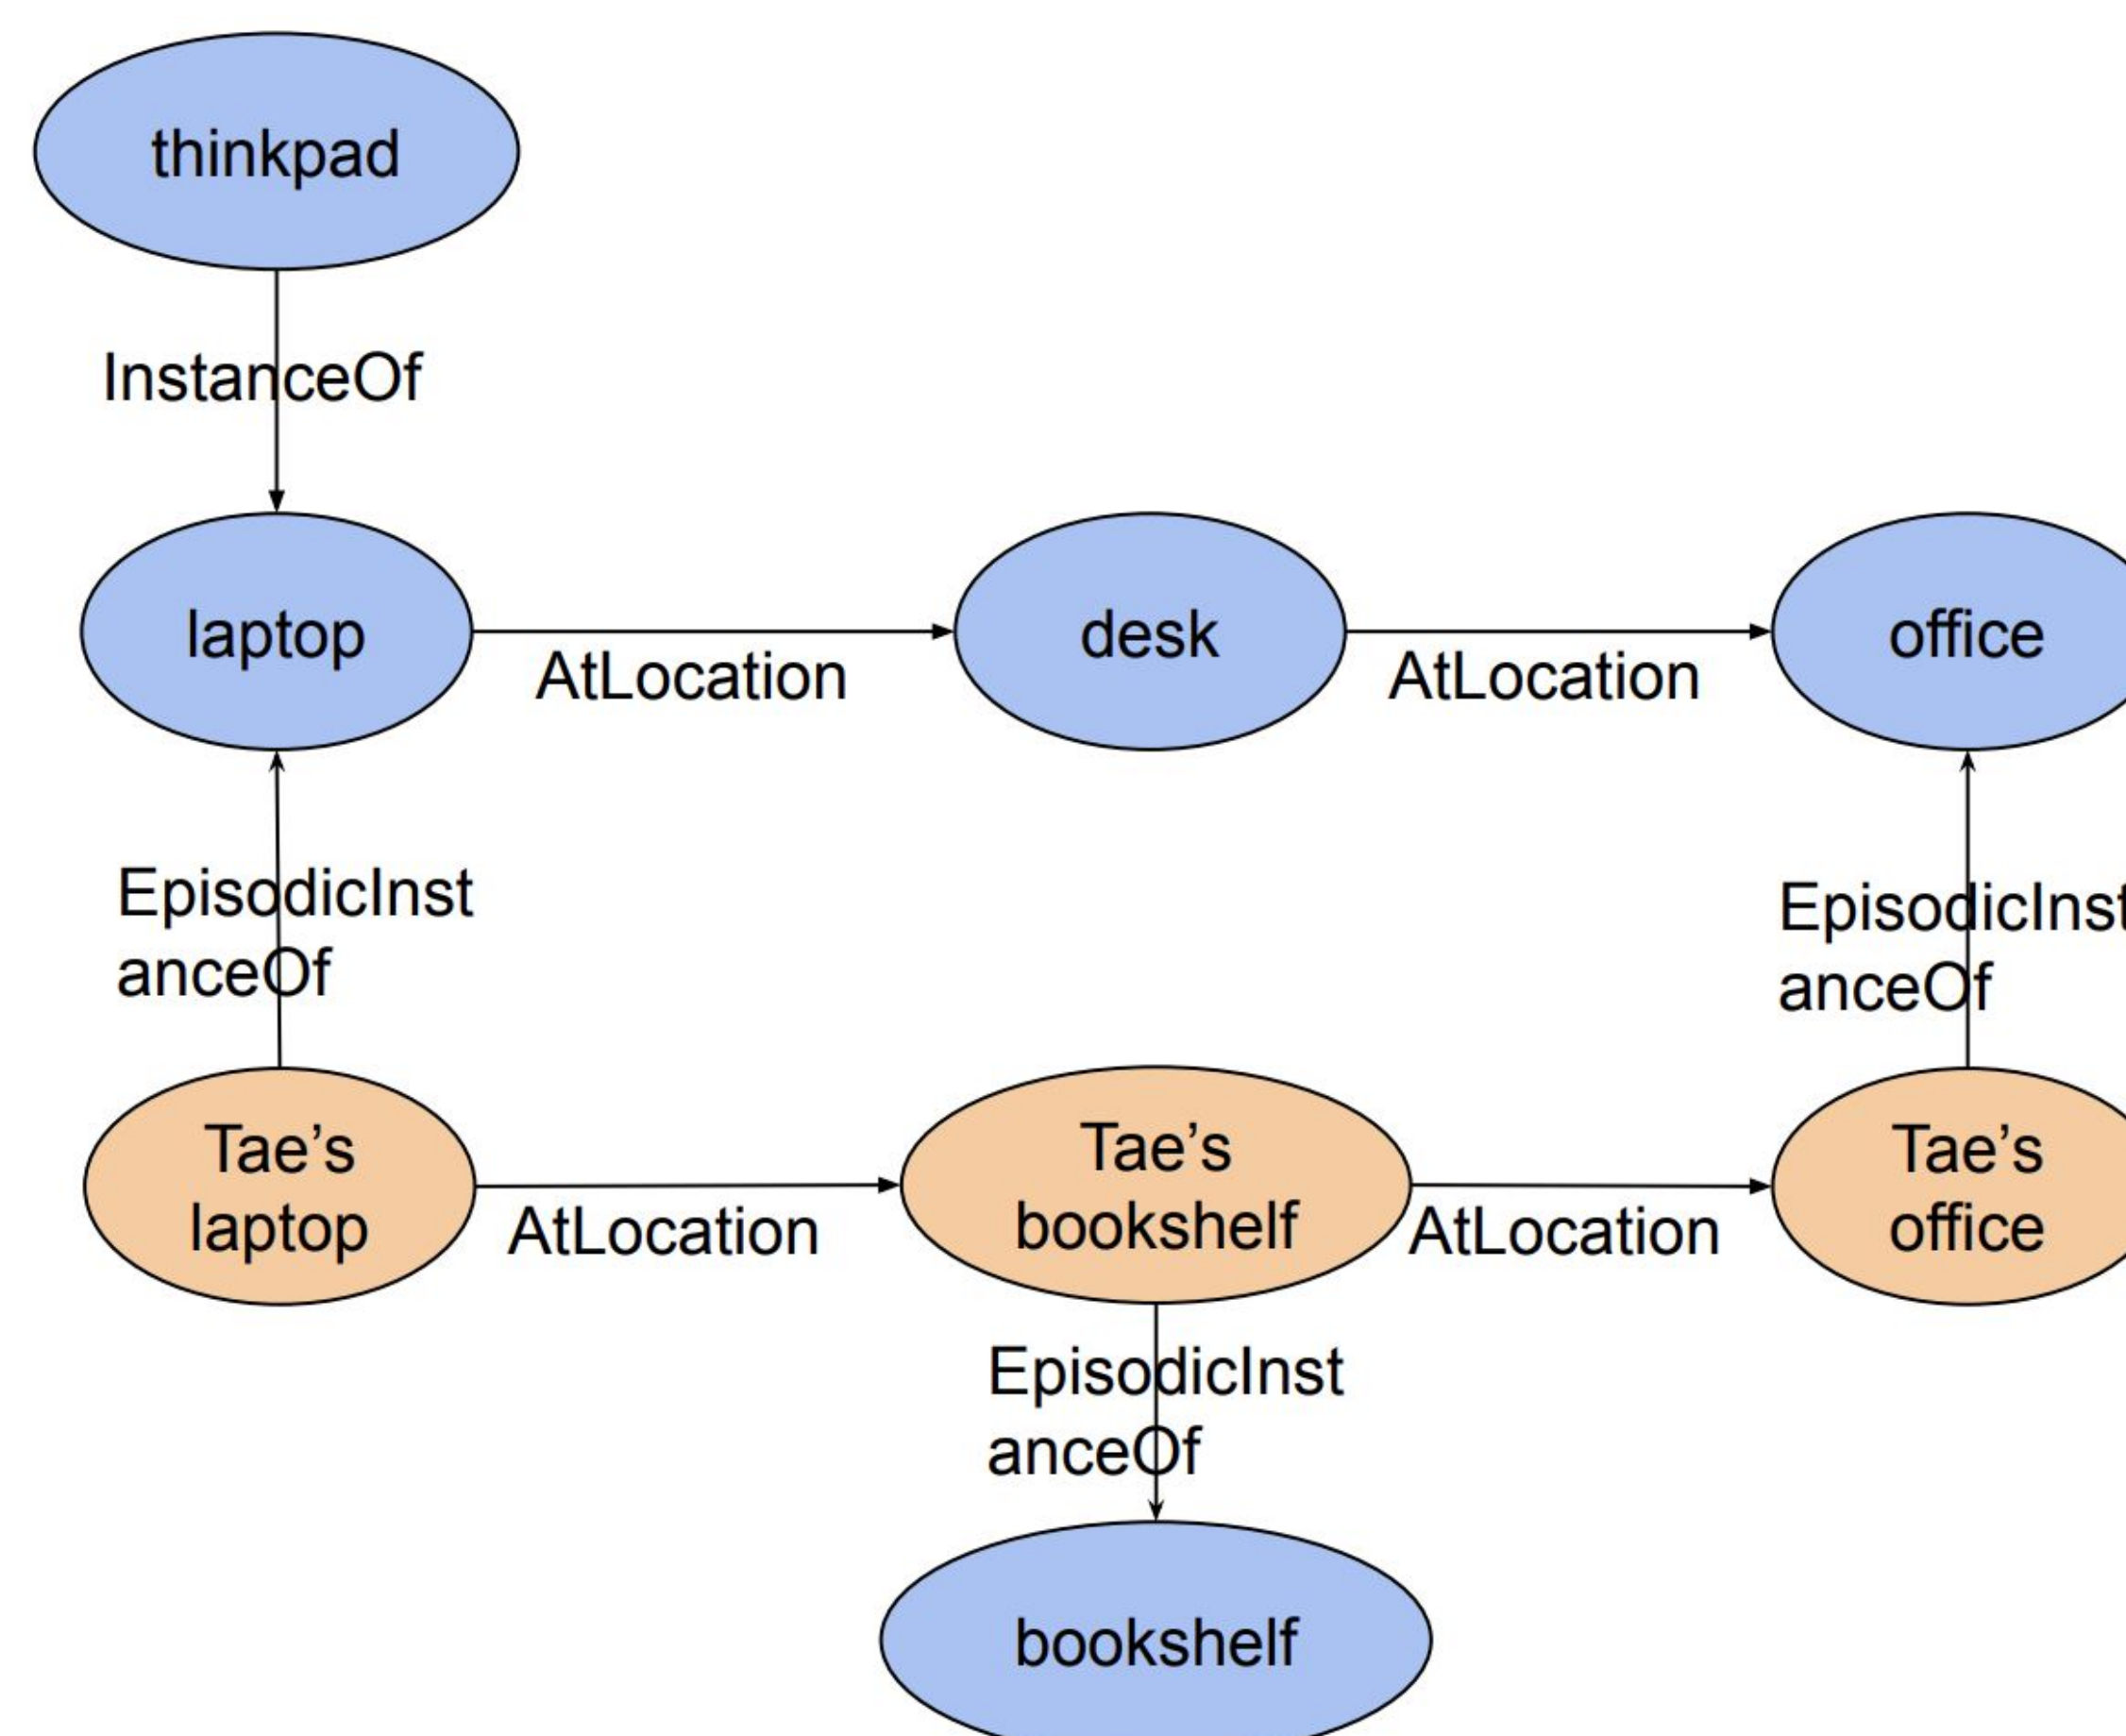 thinkpad
InstanceOf
laptop
AtLocation
desk
AtLocation
office
EpisodicInst
anceOf
EpisodicInst
anceOf
Tae’s
laptop
AtLocation
Tae’s
bookshelf
AtLocation
Tae’s
office
EpisodicInst
anceOf
bookshelf